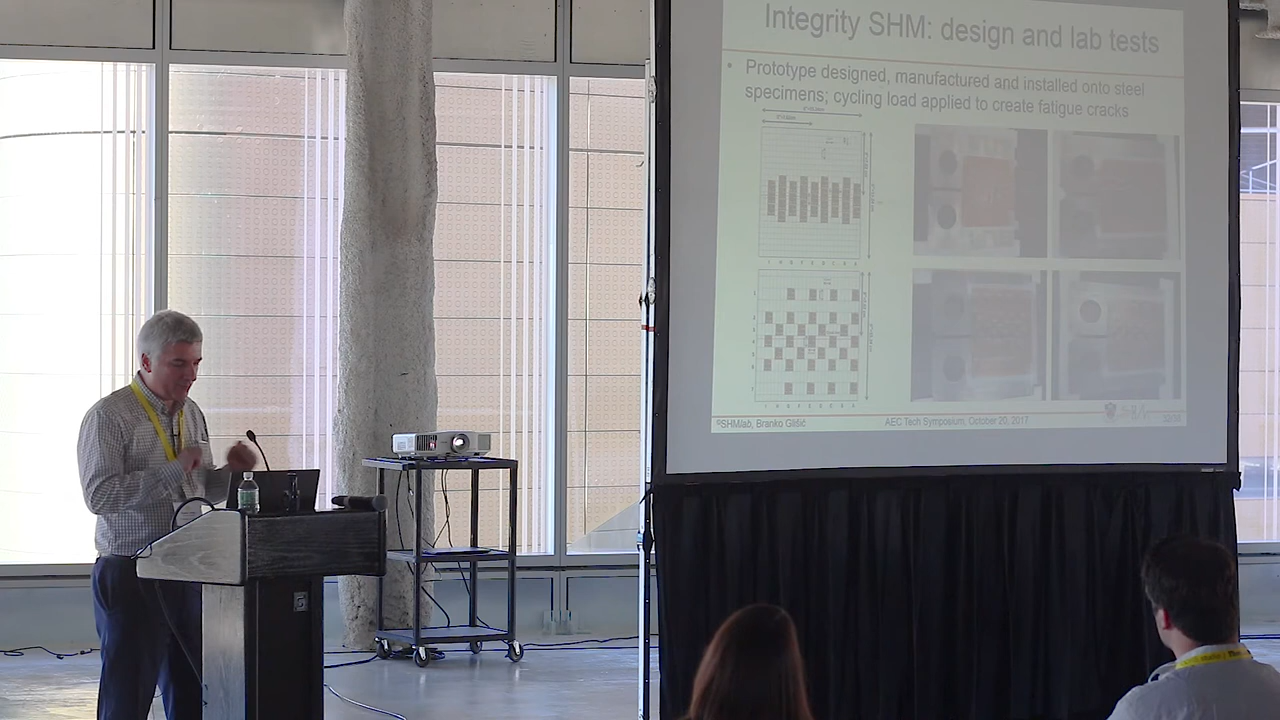 Integrity SHM: design and lab tests
• Prototype designed, manufactured and installed onto steel
specimens; cycling load applied to create fatigue cracks
SHMlab, Branko Glišić
AEC Tech Symposium, October 20, 2017